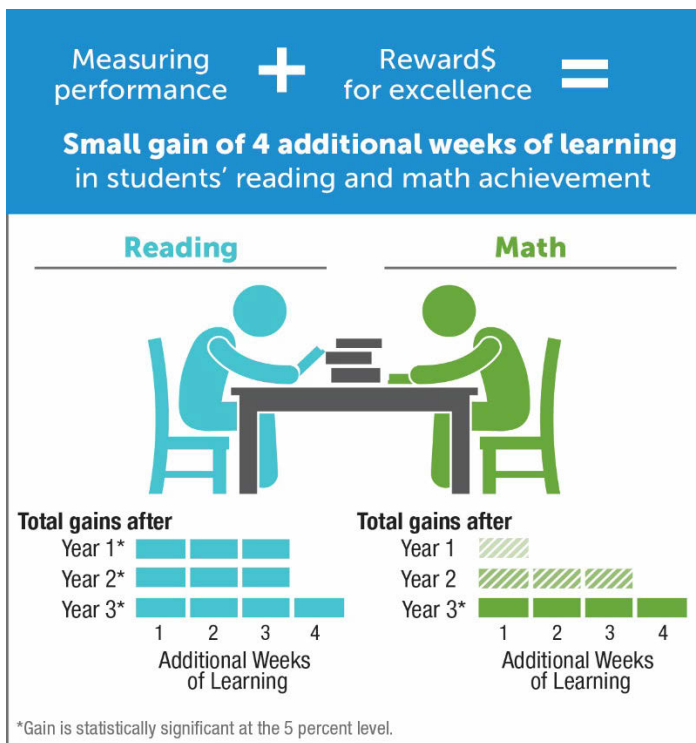 Measuring performance + Reward$ for excellence =
Small gain of 4 additional weeks of learning
in students' reading and math achievement
Reading
Math
Total gains after
Year 1*
Year 2*
Year 3*
1 2 3 4
Additional Weeks
of Learning
Total gains after
Year 1
Year 2
Year 3*
1 2 3 4
Additional Weeks
of Learning
*Gain is statistically significant at the 5 percent level.